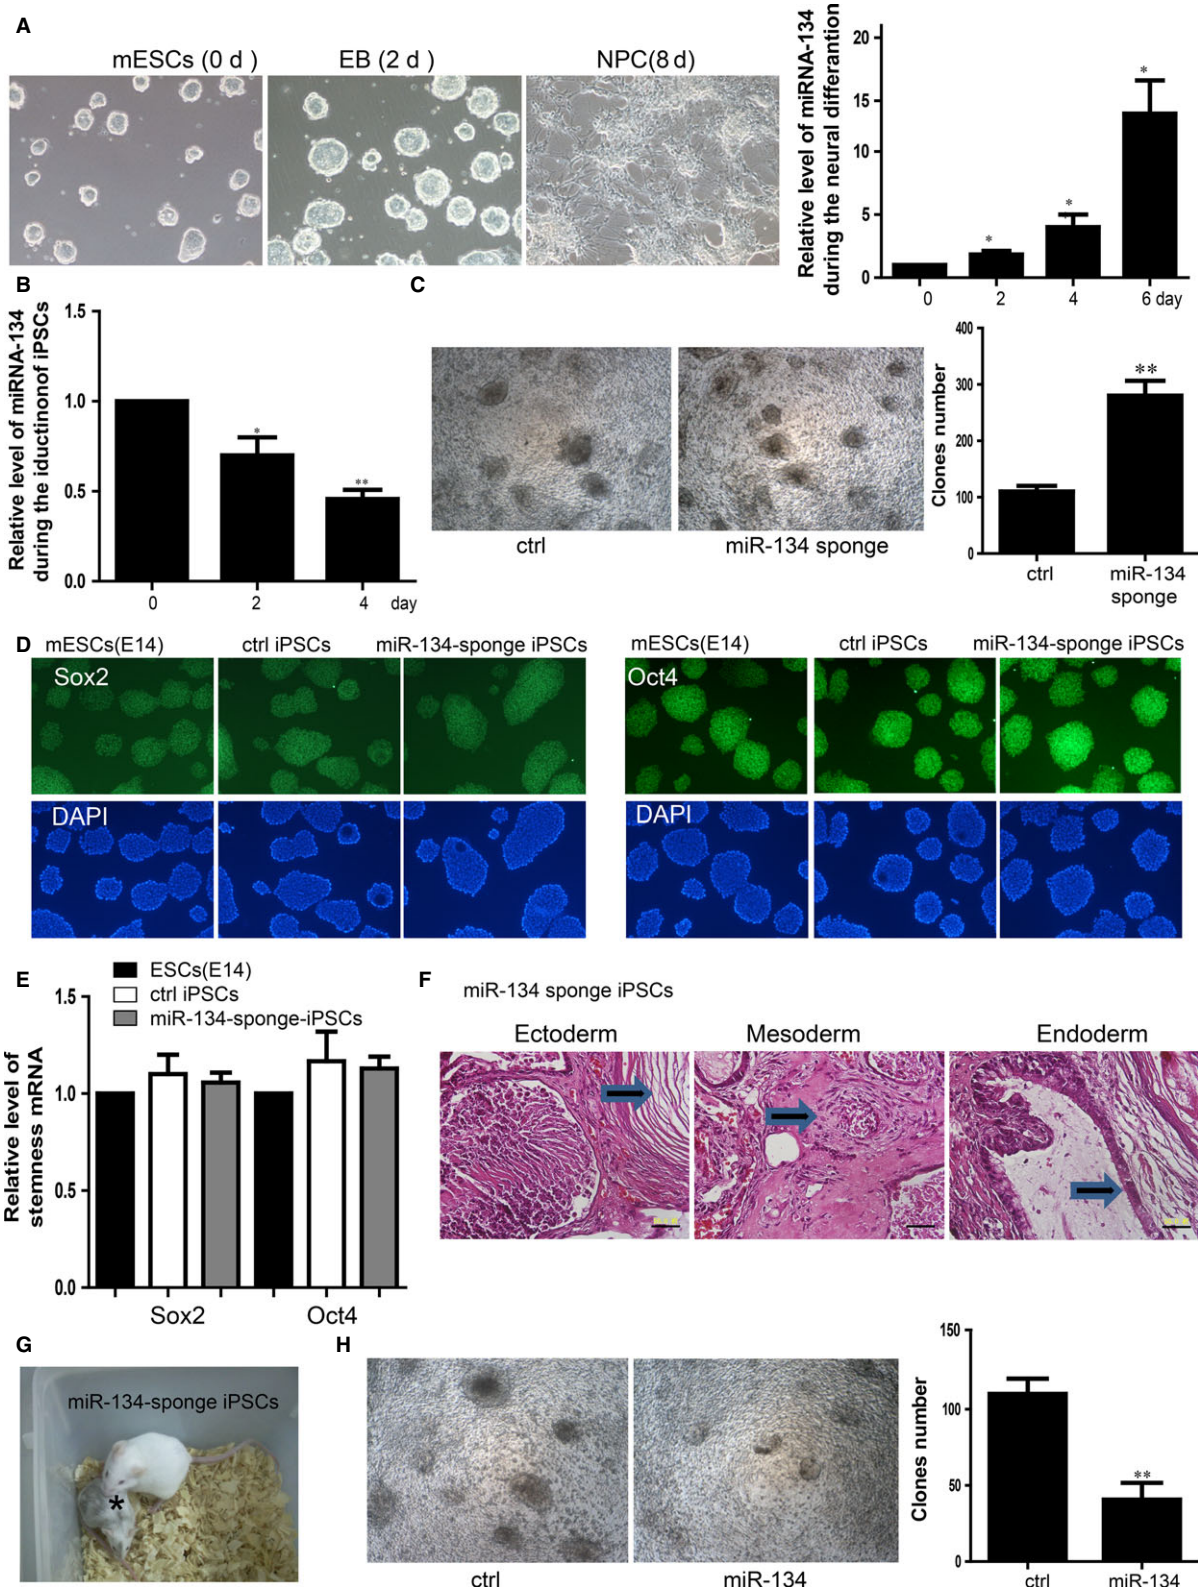 A
mESCs (0 d )
EB (2 d )
NPC(8 d)
Relative level of miRNA-134
during the neural differantion
20
15
10
5
0
*
*
*
0 2 4 6 day
B
Relative level of miRNA-134
during the iductinonof iPSCs
1.5
1.0
0.5
0.0
*
**
0 2 4 day
C
ctrl
miR-134 sponge
Clones number
400
300
200
100
0
**
ctrl
miR-134
sponge
D
mESCs(E14)
ctrl iPSCs
miR-134-sponge iPSCs
Sox2
DAPI
mESCs(E14)
ctrl iPSCs
miR-134-sponge iPSCs
Oct4
DAPI
E
ESCs(E14)
ctrl iPSCs
miR-134-sponge-iPSCs
Relative level of
stemness mRNA
1.5
1.0
0.5
0.0
Sox2
Oct4
F
miR-134 sponge iPSCs
Ectoderm
Mesoderm
Endoderm
G
miR-134-sponge iPSCs
*
H
ctrl
miR-134
Clones number
150
100
50
0
**
ctrl
miR-134